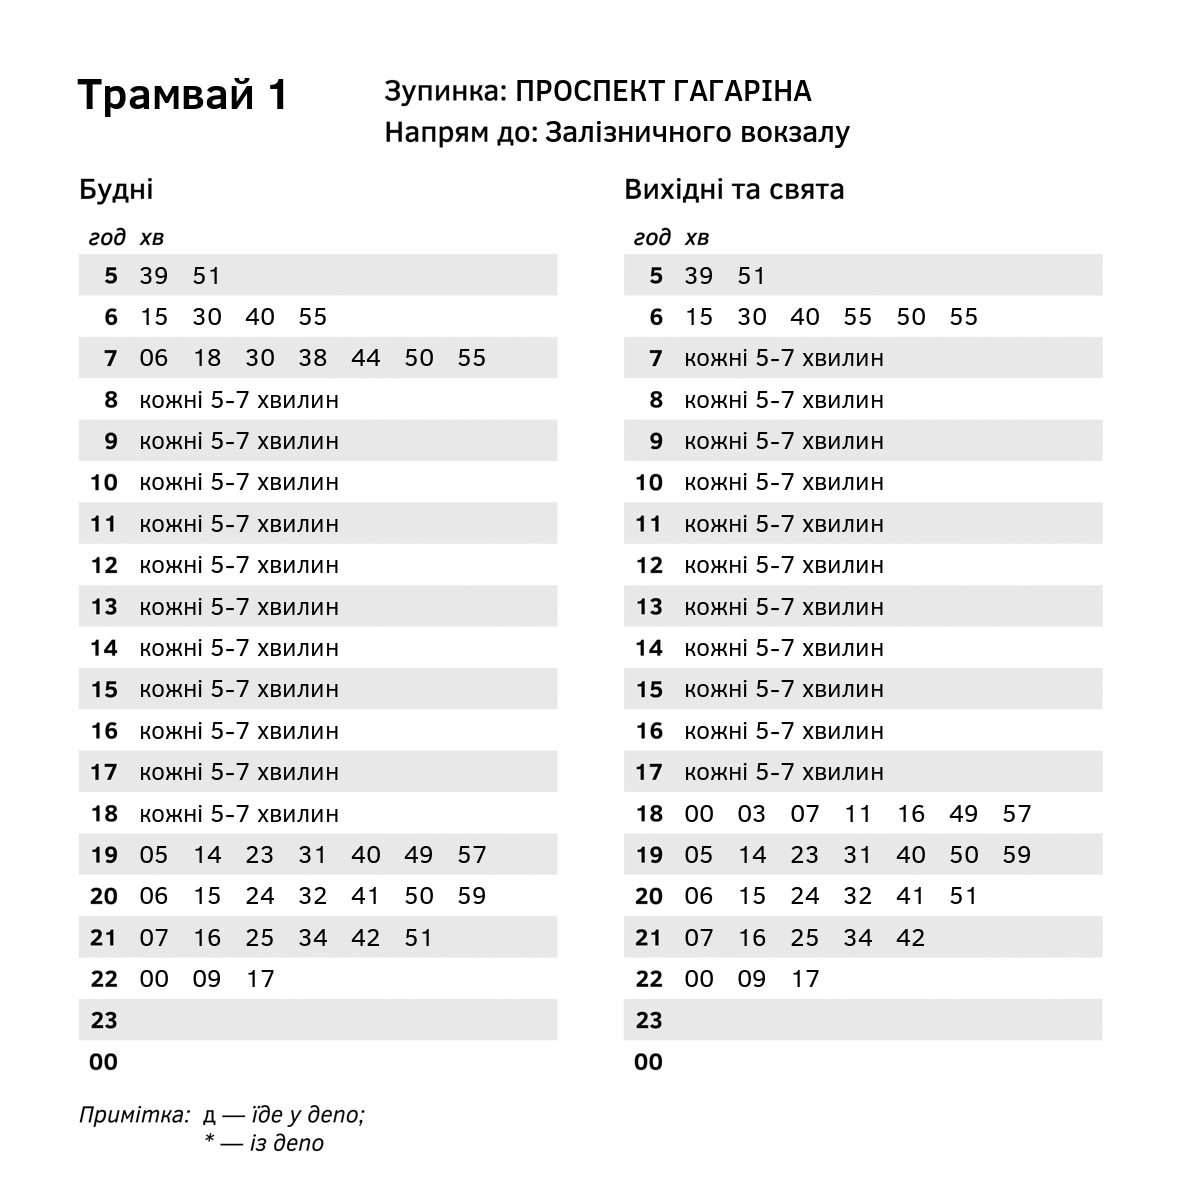 Трамвай 1
Зупинка: ПРОСПЕКТ ГАГАРІНА
Напрям до: Залізничного вокзалу
Будні
год хв
5 39 51
6 15 30 40 55
7 06 18 30 38 44 50 55
8 кожні 5-7 хвилин
9 кожні 5-7 хвилин
10 кожні 5-7 хвилин
11 кожні 5-7 хвилин
12 кожні 5-7 хвилин
13 кожні 5-7 хвилин
14 кожні 5-7 хвилин
15 кожні 5-7 хвилин
16 кожні 5-7 хвилин
17 кожні 5-7 хвилин
18 кожні 5-7 хвилин
19 05 14 23 31 40 49 57
20 06 15 24 32 41 50 59
21 07 16 25 34 42 51
22 00 09 17
23
00
Вихідні та свята
год хв
5 39 51
6 15 30 40 55 50 55
7 кожні 5-7 хвилин
8 кожні 5-7 хвилин
9 кожні 5-7 хвилин
10 кожні 5-7 хвилин
11 кожні 5-7 хвилин
12 кожні 5-7 хвилин
13 кожні 5-7 хвилин
14 кожні 5-7 хвилин
15 кожні 5-7 хвилин
16 кожні 5-7 хвилин
17 кожні 5-7 хвилин
18 00 03 07 11 16 49 57
19 05 14 23 31 40 50 59
20 06 15 24 32 41 51
21 07 16 25 34 42
22 00 09 17
23
00
Примітка: д — їде у депо;
* — із депо